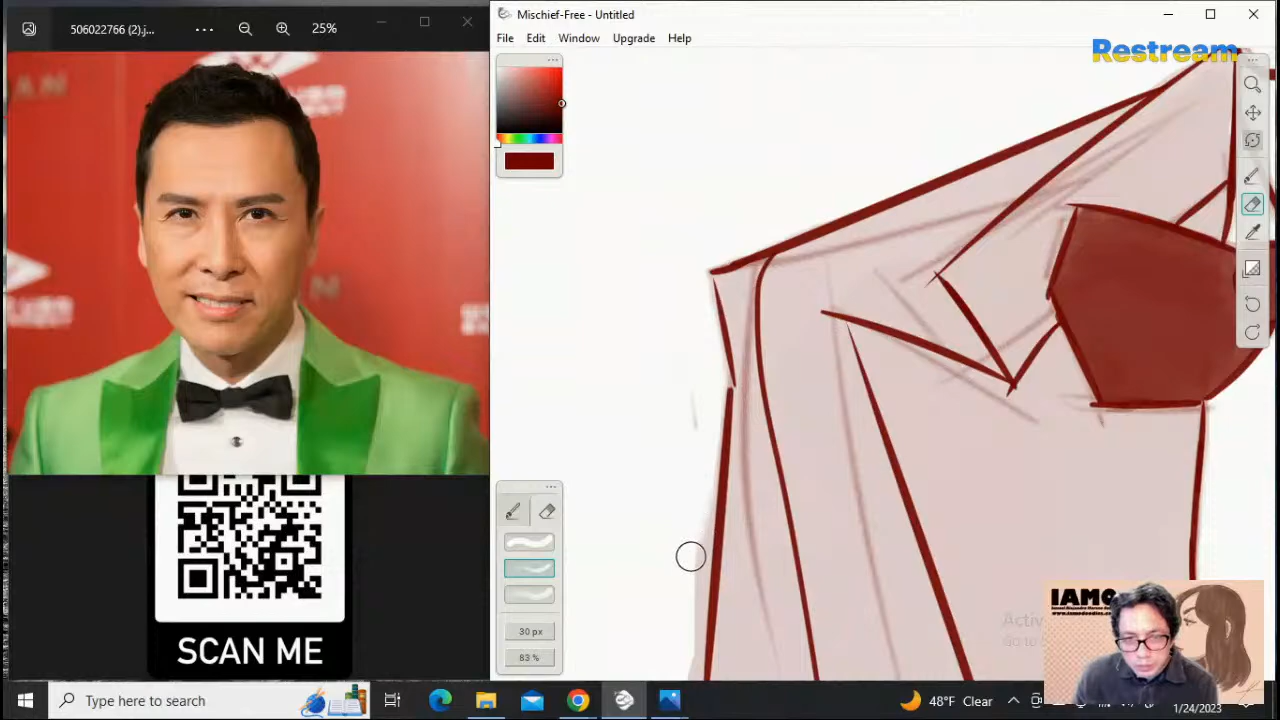 506022766 (2).j...
25%
Mischief-Free - Untitled
File Edit Window Upgrade Help
Restream
30 px
83 %
SCAN ME
IAMO
Type here to search
48°F Clear
1/24/2023